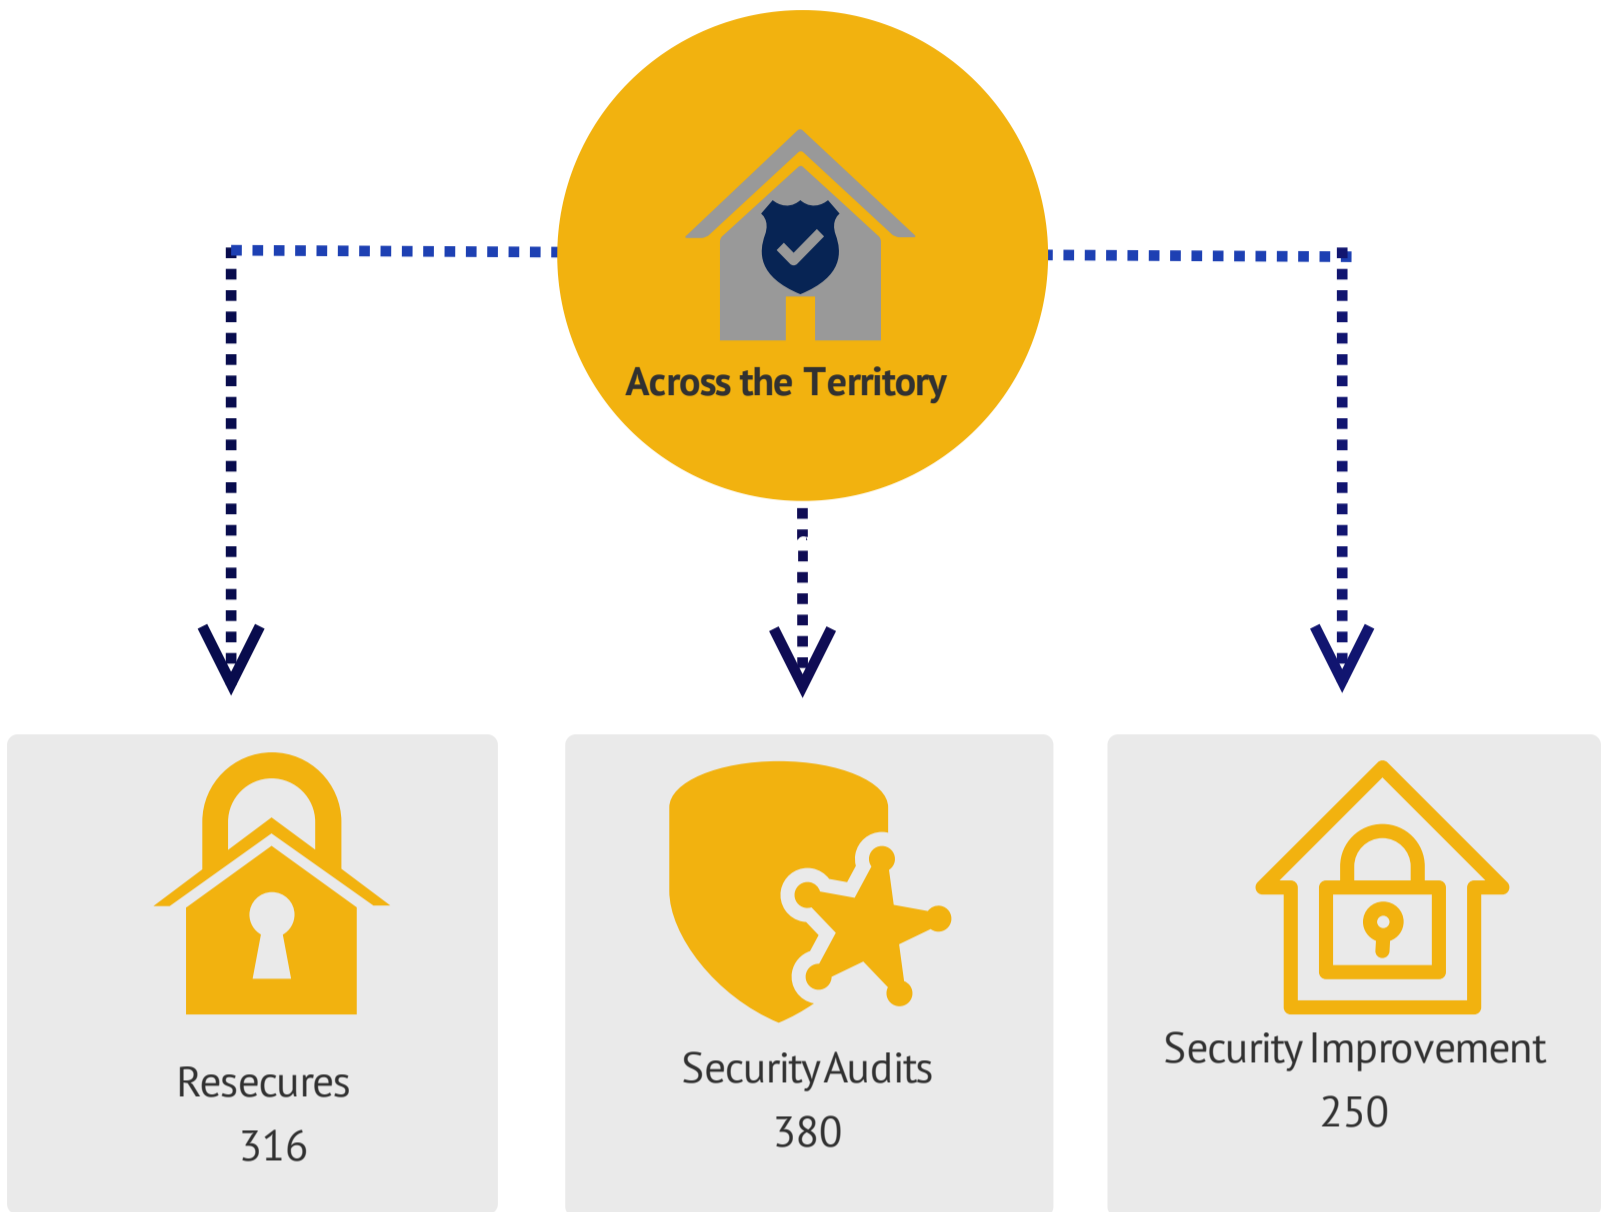 Across the Territory
Resecures
316
Security Audits
380
Security Improvement
250